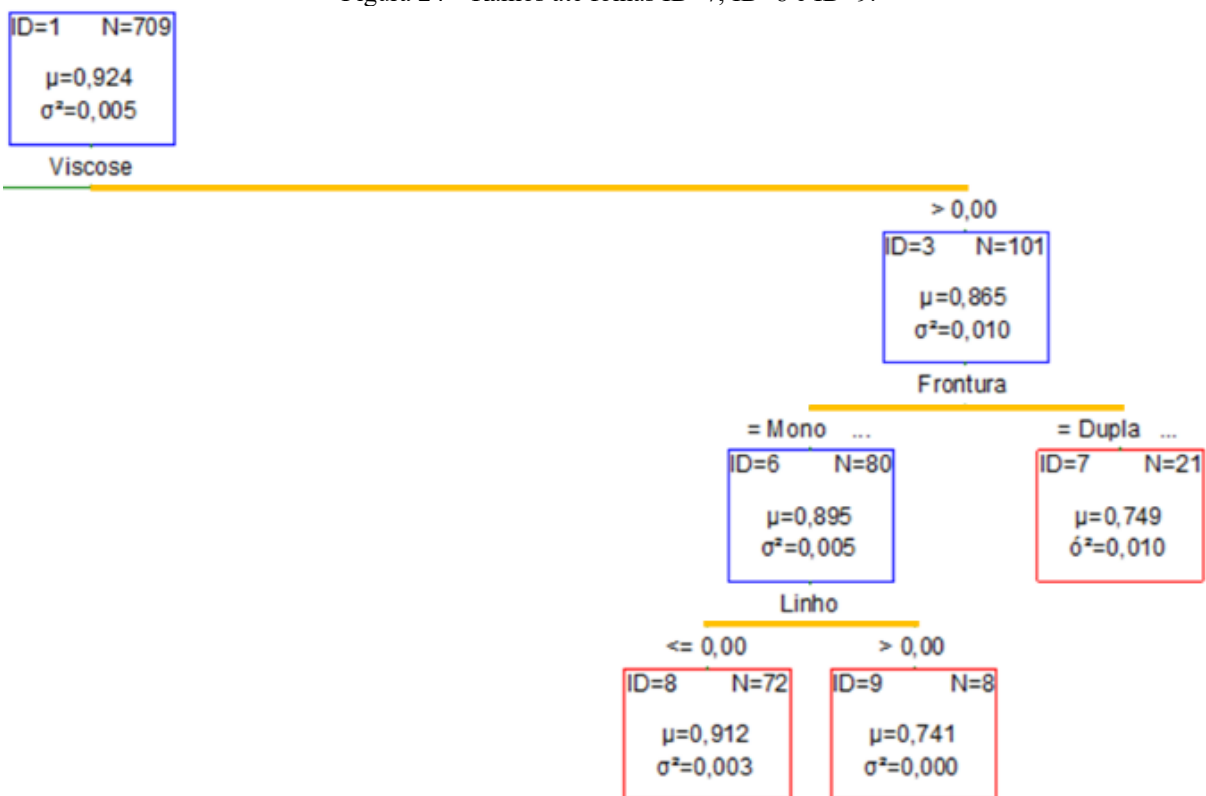 ID=1 N=709
μ=0,924
σ²=0,005
Viscose
> 0,00
ID=3 N=101
μ=0,865
σ²=0,010
Frontura
= Mono ...
= Dupla ...
ID=6 N=80
μ=0,895
σ²=0,005
ID=7 N=21
μ=0,749
ó²=0,010
Linho
<= 0,00
> 0,00
ID=8 N=72
μ=0,912
σ²=0,003
ID=9 N=8
μ=0,741
σ²=0,000